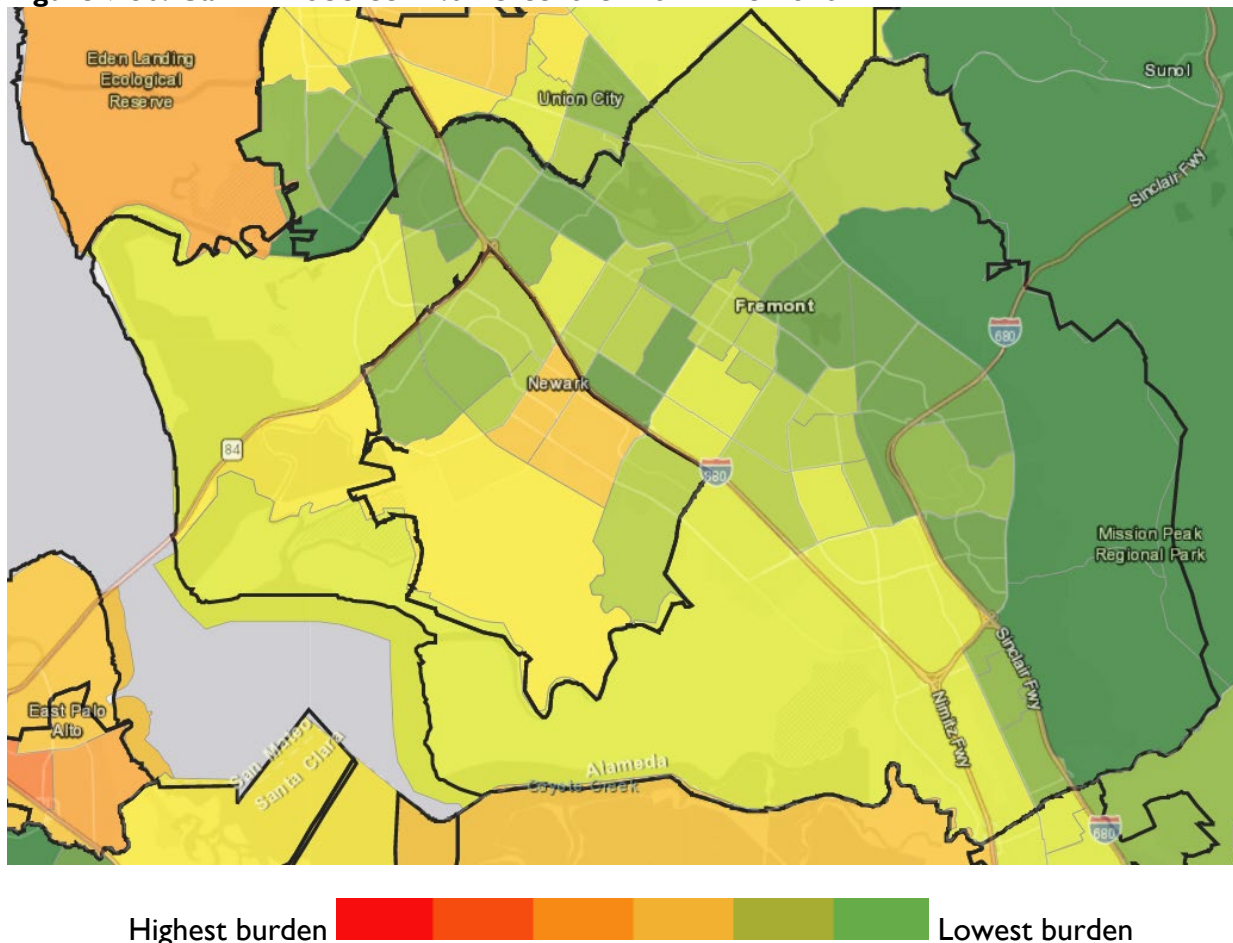 Eden Landing
Ecological
Reserve
Union City
Sunol
Sinclair Fwy
Fremont
680
Newark
84
880
Mission Peak
Regional Park
Sinclair Fwy
East Palo
Alto
Nimitz Fwy
San Mateo
Santa Clara
Alameda
Coyote Creek
680
Highest burden
Lowest burden